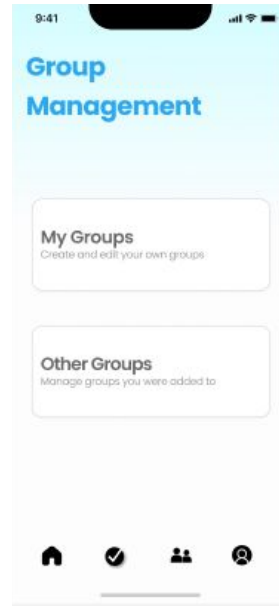 9:41
Group
Management
My Groups
Create and edit your own groups
Other Groups
Manage groups you were added to